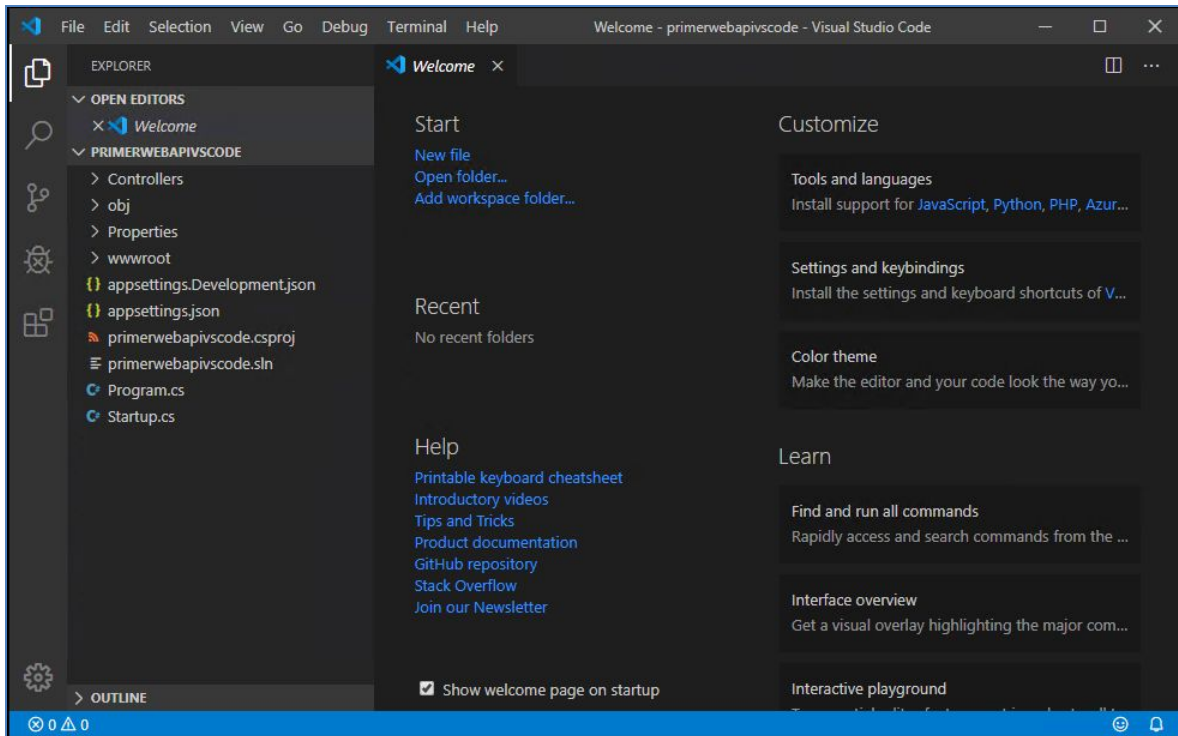 File Edit Selection View Go Debug Terminal Help Welcome - primerwebapivscode - Visual Studio Code
EXPLORER
OPEN EDITORS
Welcome
PRIMERWEBAPIVSCODE
Controllers
obj
Properties
wwwroot
{} appsettings.Development.json
{} appsettings.json
primerwebapivscode.csproj
primerwebapivscode.sln
C# Program.cs
C# Startup.cs
OUTLINE
Welcome
Start
New file
Open folder...
Add workspace folder...
Recent
No recent folders
Help
Printable keyboard cheatsheet
Introductory videos
Tips and Tricks
Product documentation
GitHub repository
Stack Overflow
Join our Newsletter
Show welcome page on startup
Customize
Tools and languages
Install support for JavaScript, Python, PHP, Azur...
Settings and keybindings
Install the settings and keyboard shortcuts of V...
Color theme
Make the editor and your code look the way yo...
Learn
Find and run all commands
Rapidly access and search commands from the ...
Interface overview
Get a visual overlay highlighting the major com...
Interactive playground
0 0